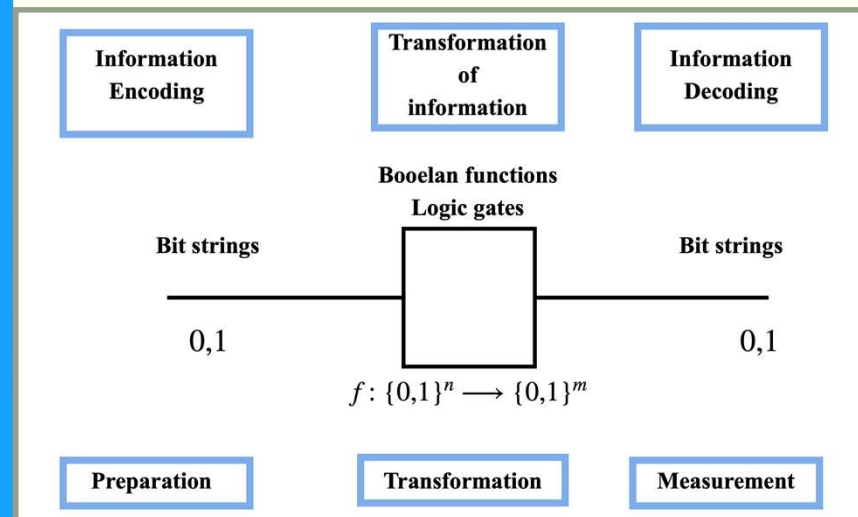 Information
Encoding
Transformation
of
information
Information
Decoding
Booelan functions
Logic gates
Bit strings
Bit strings
0,1
0,1
f : {0,1}ⁿ ⟶ {0,1}ᵐ
Preparation
Transformation
Measurement